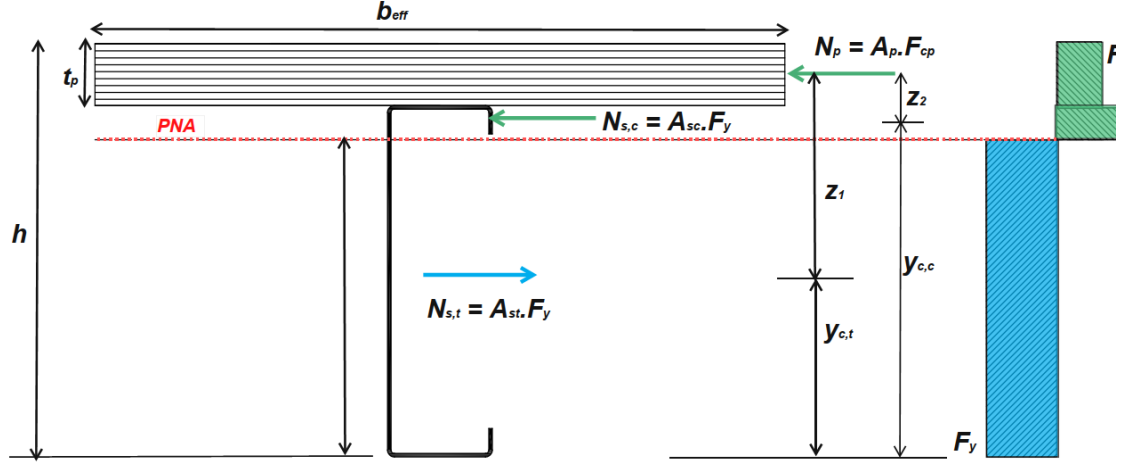 b_eff
N_p = A_p.F_cp
F
t_p
z_2
PNA
N_s,c = A_sc.F_y
z_1
h
y_c,c
N_s,t = A_st.F_y
y_c,t
F_y